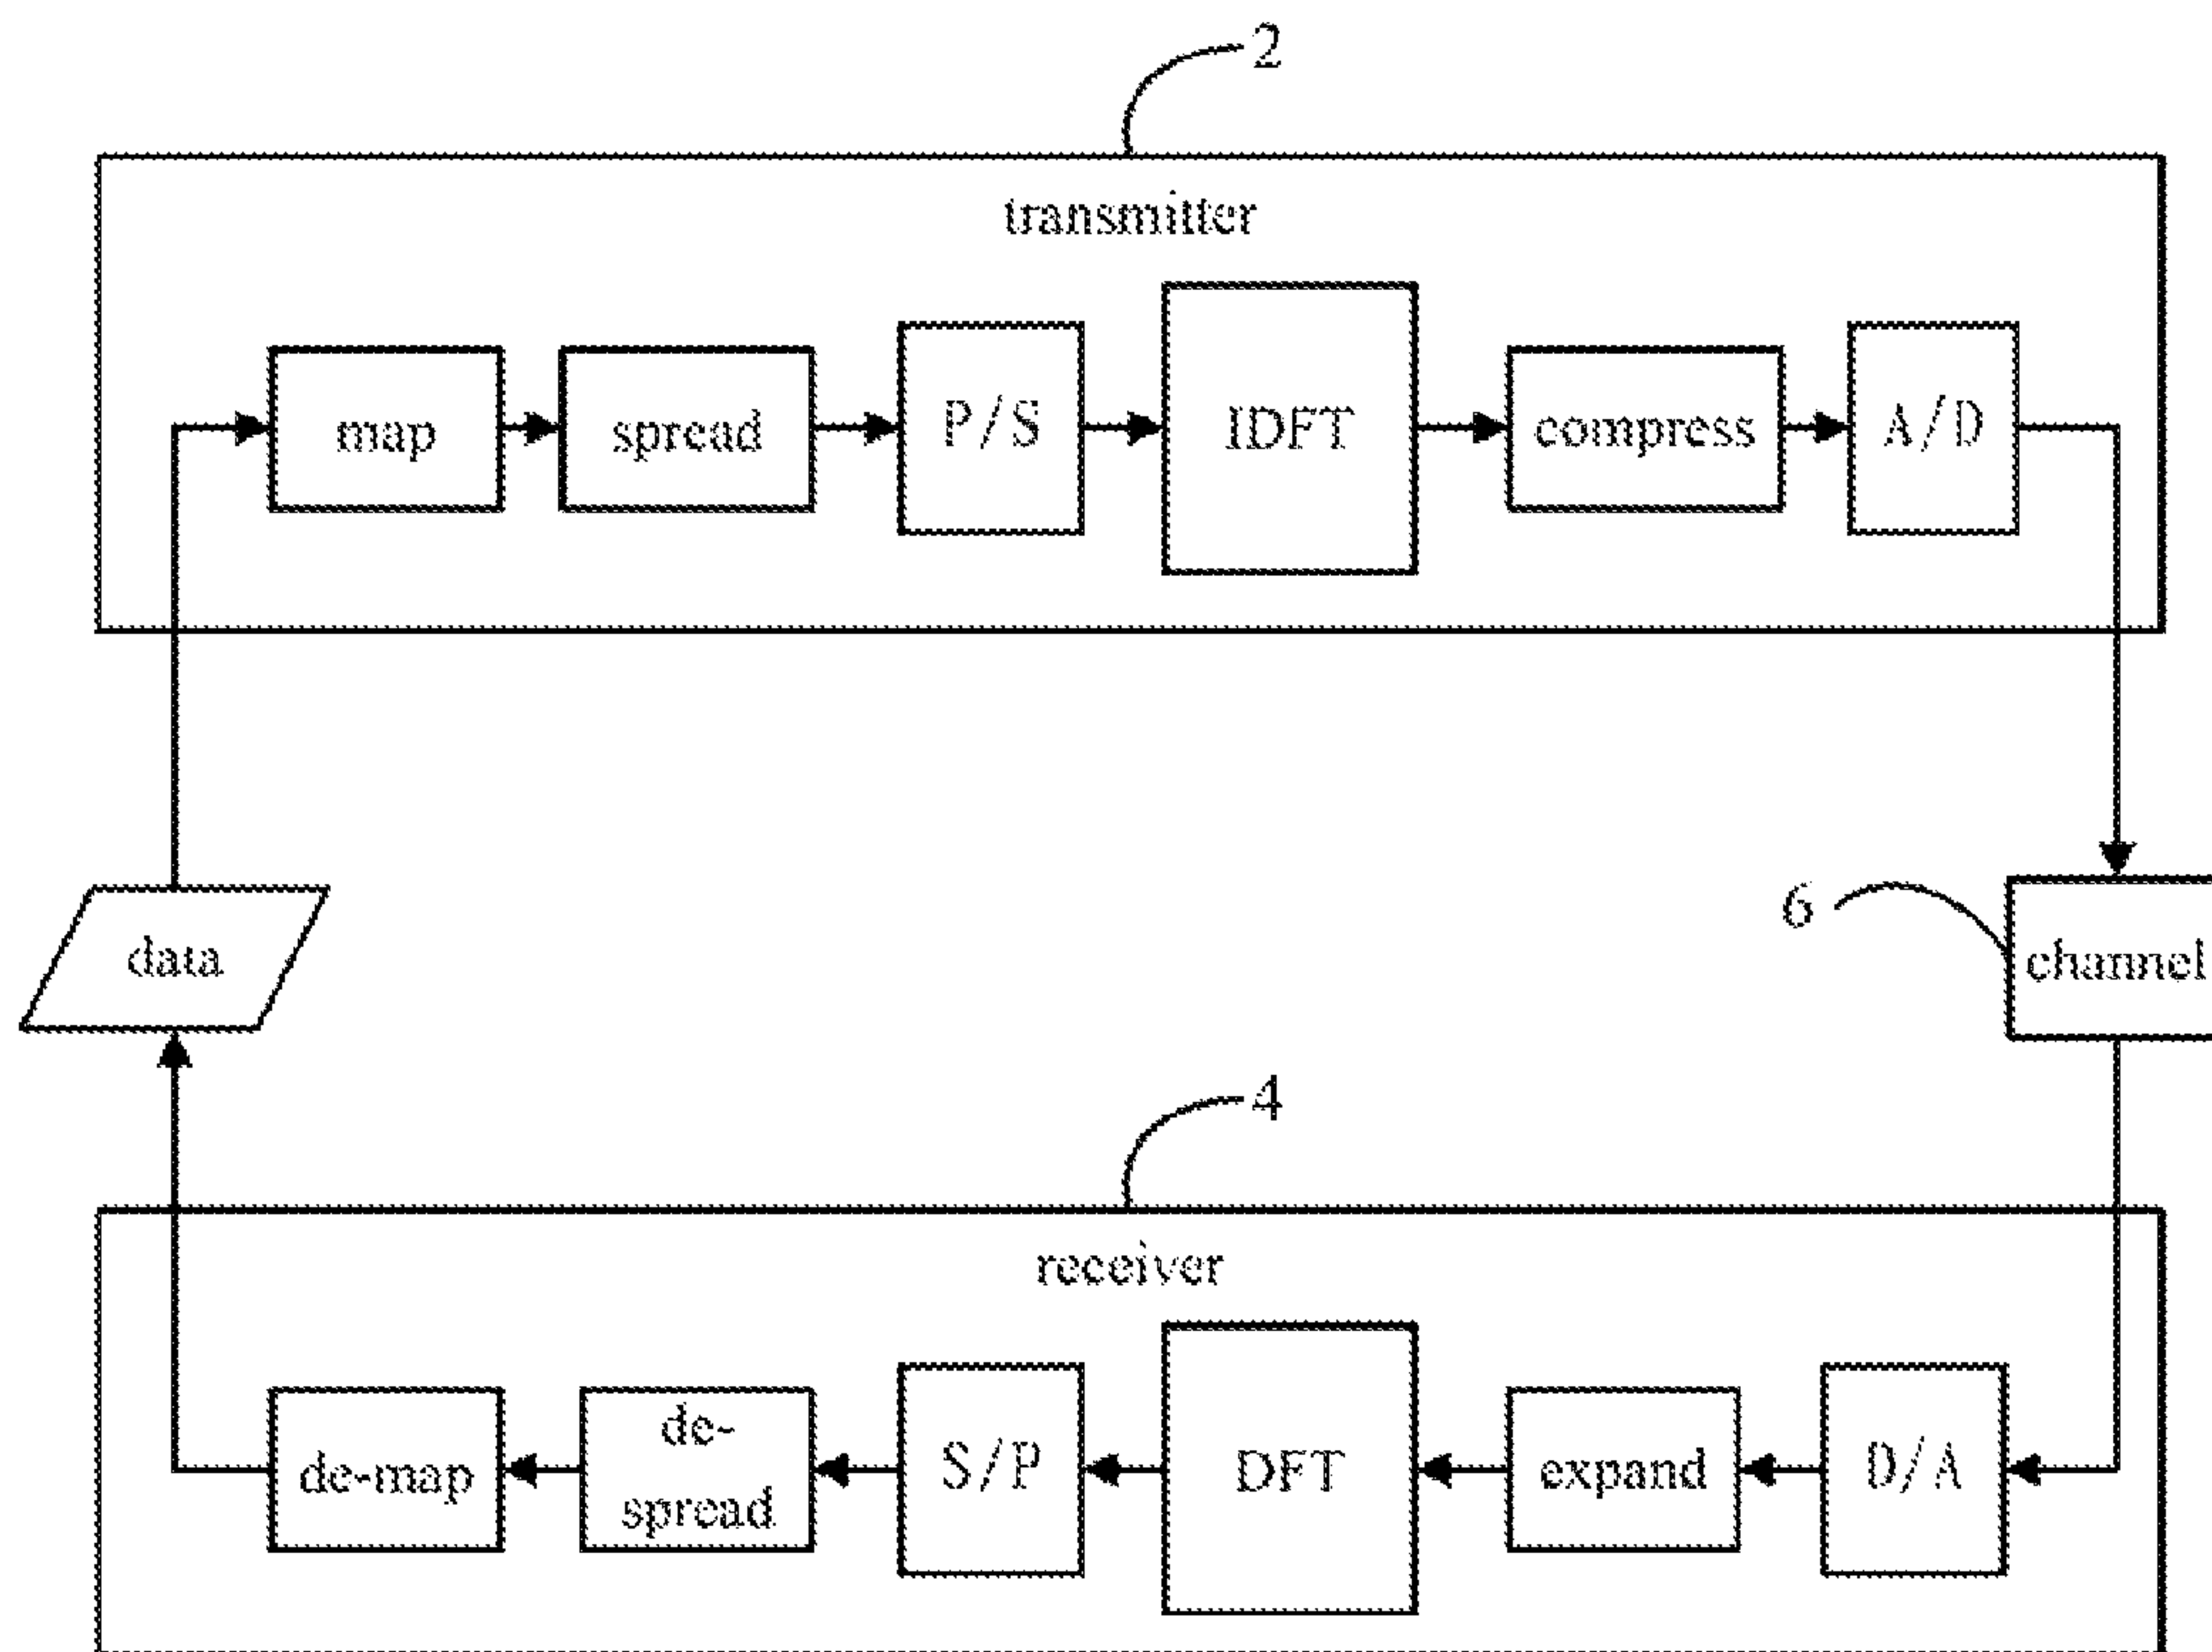 2
transmitter
map
spread
P/S
IDFT
compress
A/D
data
6
channel
4
receiver
de-map
de-
spread
S/P
DFT
expand
D/A